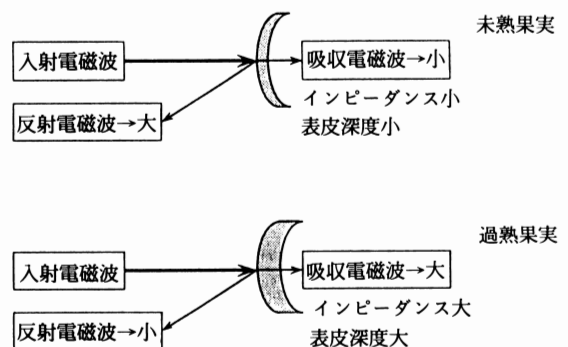 未熟果実
入射電磁波
吸収電磁波→小
インピーダンス小
表皮深度小
反射電磁波→大
過熟果実
入射電磁波
吸収電磁波→大
インピーダンス大
表皮深度大
反射電磁波→小